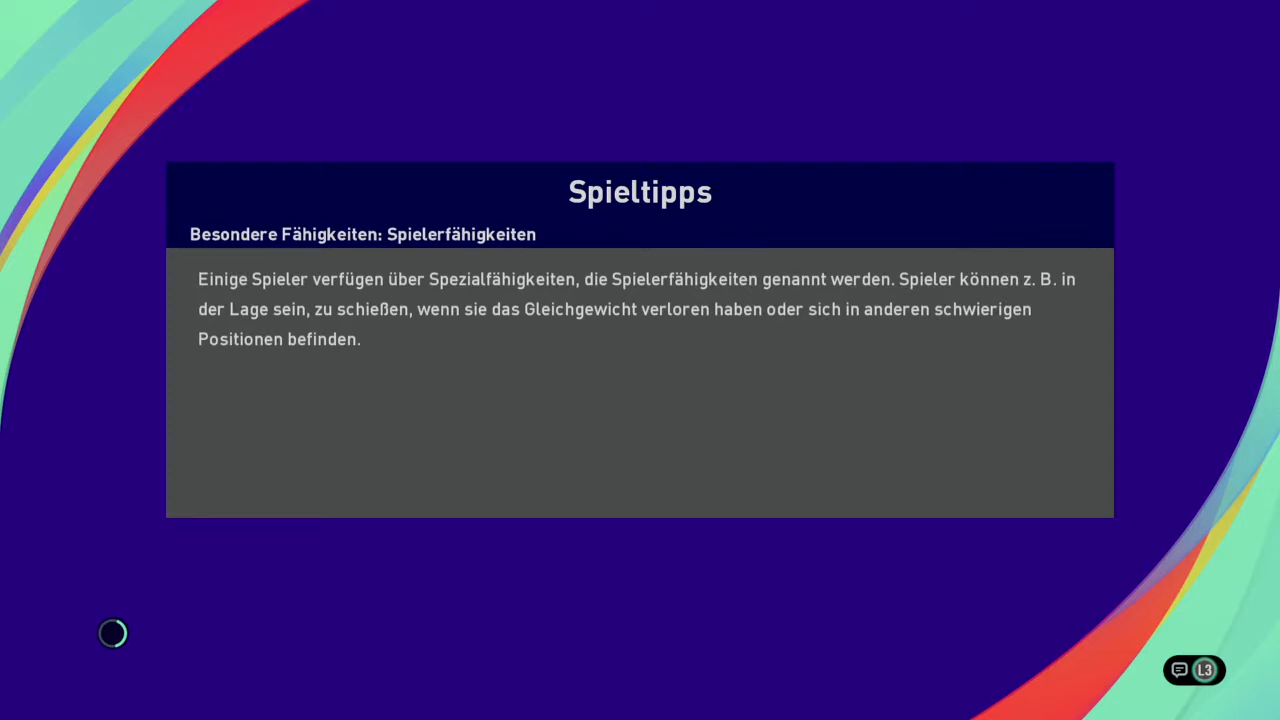 Spieltipps
Besondere Fähigkeiten: Spielerfähigkeiten
Einige Spieler verfügen über Spezialfähigkeiten, die Spielerfähigkeiten genannt werden. Spieler können z. B. in
der Lage sein, zu schießen, wenn sie das Gleichgewicht verloren haben oder sich in anderen schwierigen
Positionen befinden.
L3